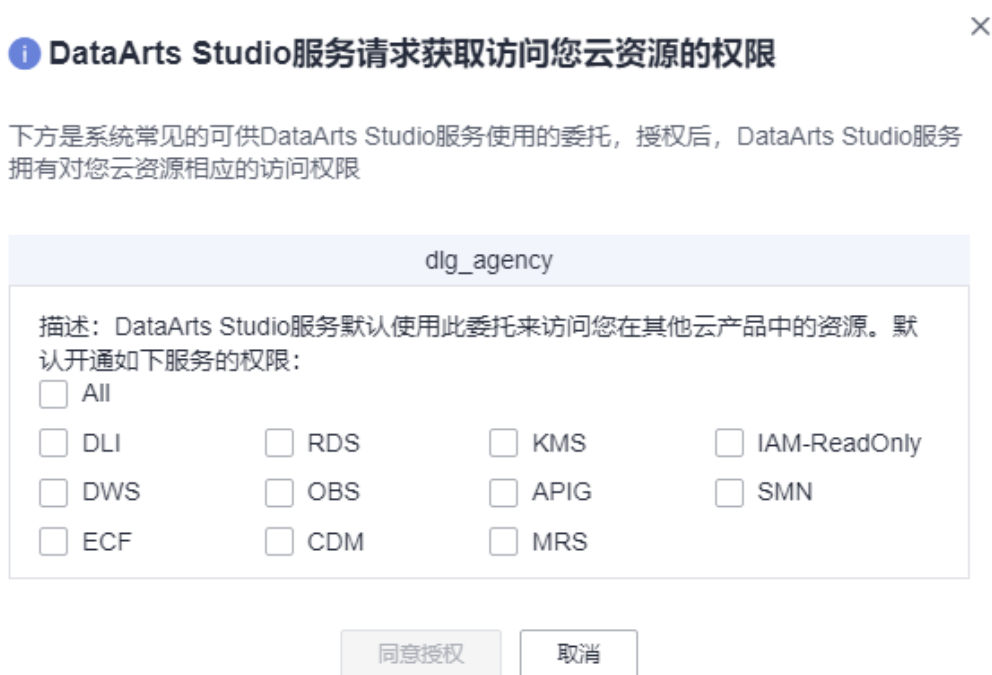 DataArts Studio服务请求获取访问您云资源的权限
下方是系统常见的可供DataArts Studio服务使用的委托，授权后，DataArts Studio服务
拥有对您云资源相应的访问权限
dlg_agency
描述：DataArts Studio服务默认使用此委托来访问您在其他云产品中的资源。默
认开通如下服务的权限：
All
DLI RDS KMS IAM-ReadOnly
DWS OBS APIG SMN
ECF CDM MRS
同意授权 取消